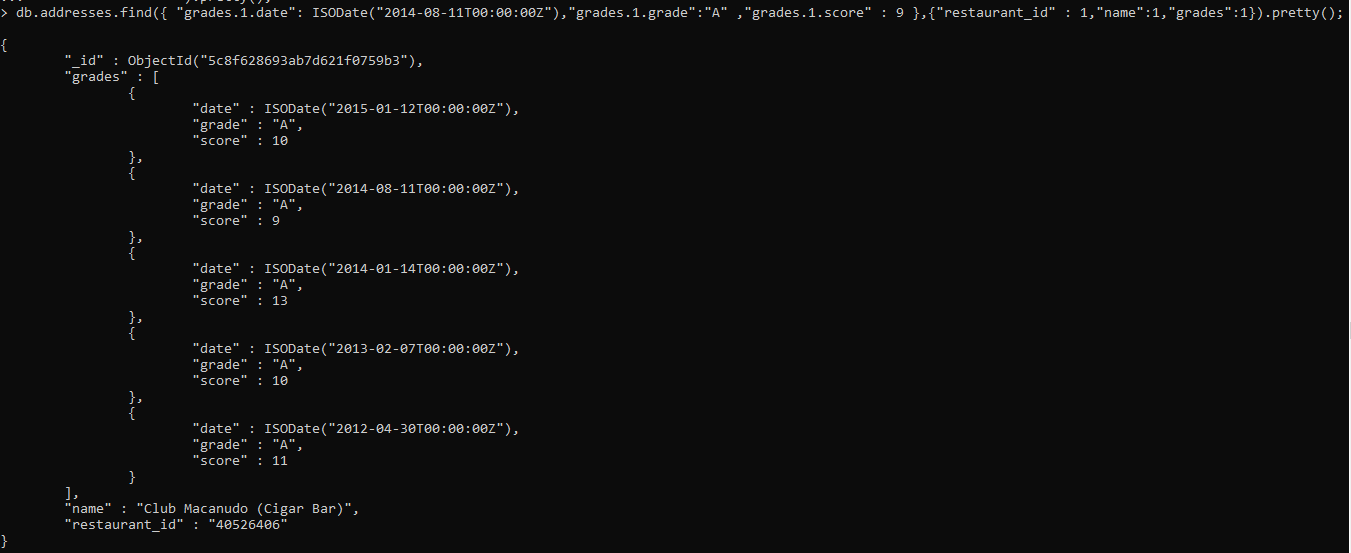 > db.addresses.find({ "grades.1.date": ISODate("2014-08-11T00:00:00Z"),"grades.1.grade":"A" ,"grades.1.score" : 9 },{"restaurant_id" : 1,"name":1,"grades":1}).pretty();
{
"_id" : ObjectId("5c8f628693ab7d621f0759b3"),
"grades" : [
{
"date" : ISODate("2015-01-12T00:00:00Z"),
"grade" : "A",
"score" : 10
},
{
"date" : ISODate("2014-08-11T00:00:00Z"),
"grade" : "A",
"score" : 9
},
{
"date" : ISODate("2014-01-14T00:00:00Z"),
"grade" : "A",
"score" : 13
},
{
"date" : ISODate("2013-02-07T00:00:00Z"),
"grade" : "A",
"score" : 10
},
{
"date" : ISODate("2012-04-30T00:00:00Z"),
"grade" : "A",
"score" : 11
}
],
"name" : "Club Macanudo (Cigar Bar)",
"restaurant_id" : "40526406"
}